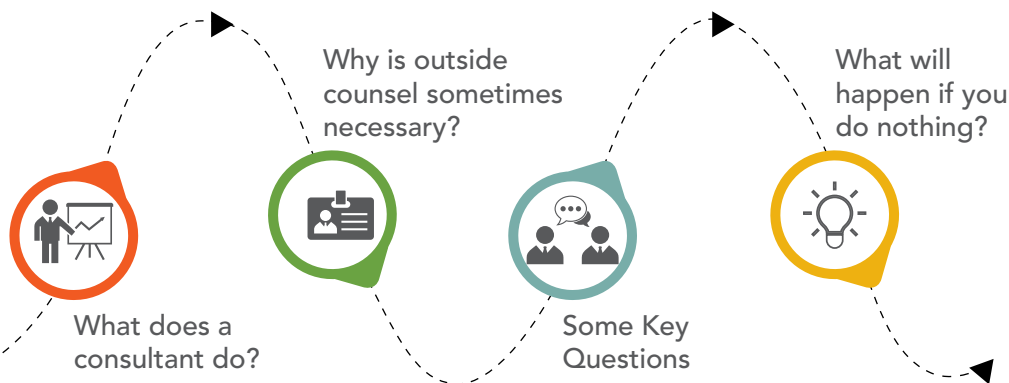 What does a
consultant do?
Why is outside
counsel sometimes
necessary?
Some Key
Questions
What will
happen if you
do nothing?